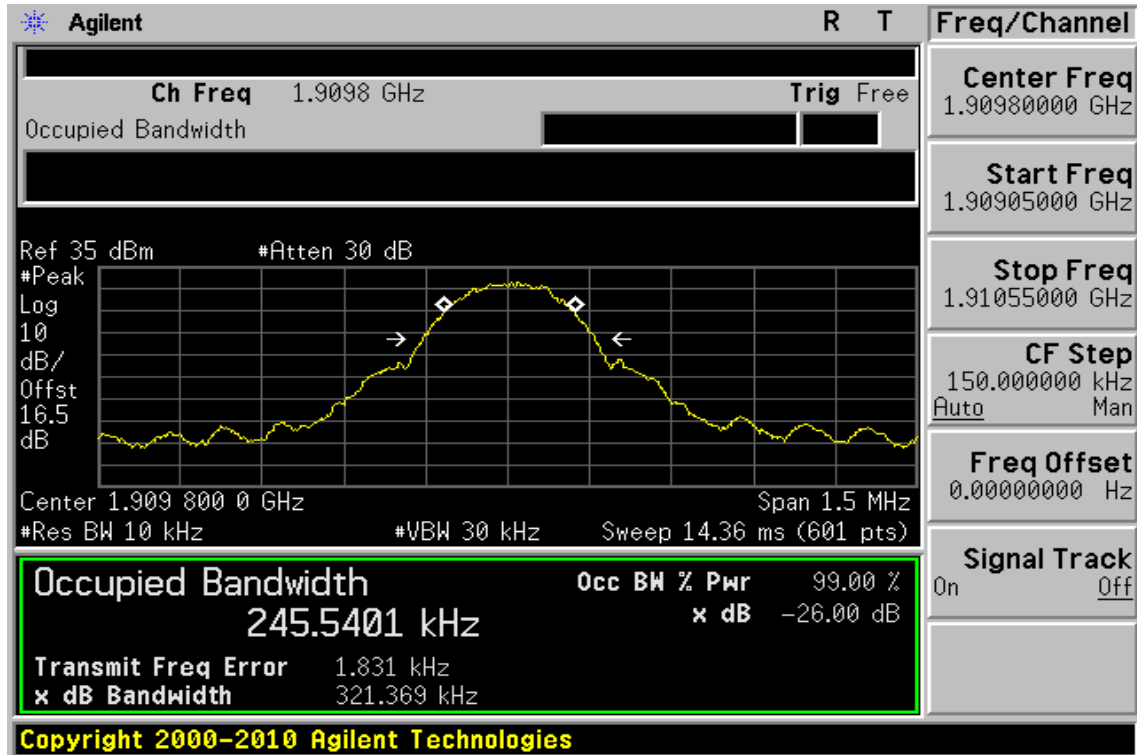 Agilent R T
Freq/Channel
Ch Freq 1.9098 GHz Trig Free
Occupied Bandwidth
Ref 35 dBm #Atten 30 dB
#Peak
Log
10
dB/
Offst
16.5
dB
Center 1.909 800 0 GHz Span 1.5 MHz
#Res BW 10 kHz #VBW 30 kHz Sweep 14.36 ms (601 pts)
Occupied Bandwidth
245.5401 kHz
Occ BW % Pwr 99.00 %
x dB -26.00 dB
Transmit Freq Error 1.831 kHz
x dB Bandwidth 321.369 kHz
Copyright 2000-2010 Agilent Technologies
Center Freq
1.90980000 GHz
Start Freq
1.90905000 GHz
Stop Freq
1.91055000 GHz
CF Step
150.000000 kHz
Auto Man
Freq Offset
0.00000000 Hz
Signal Track
On Off